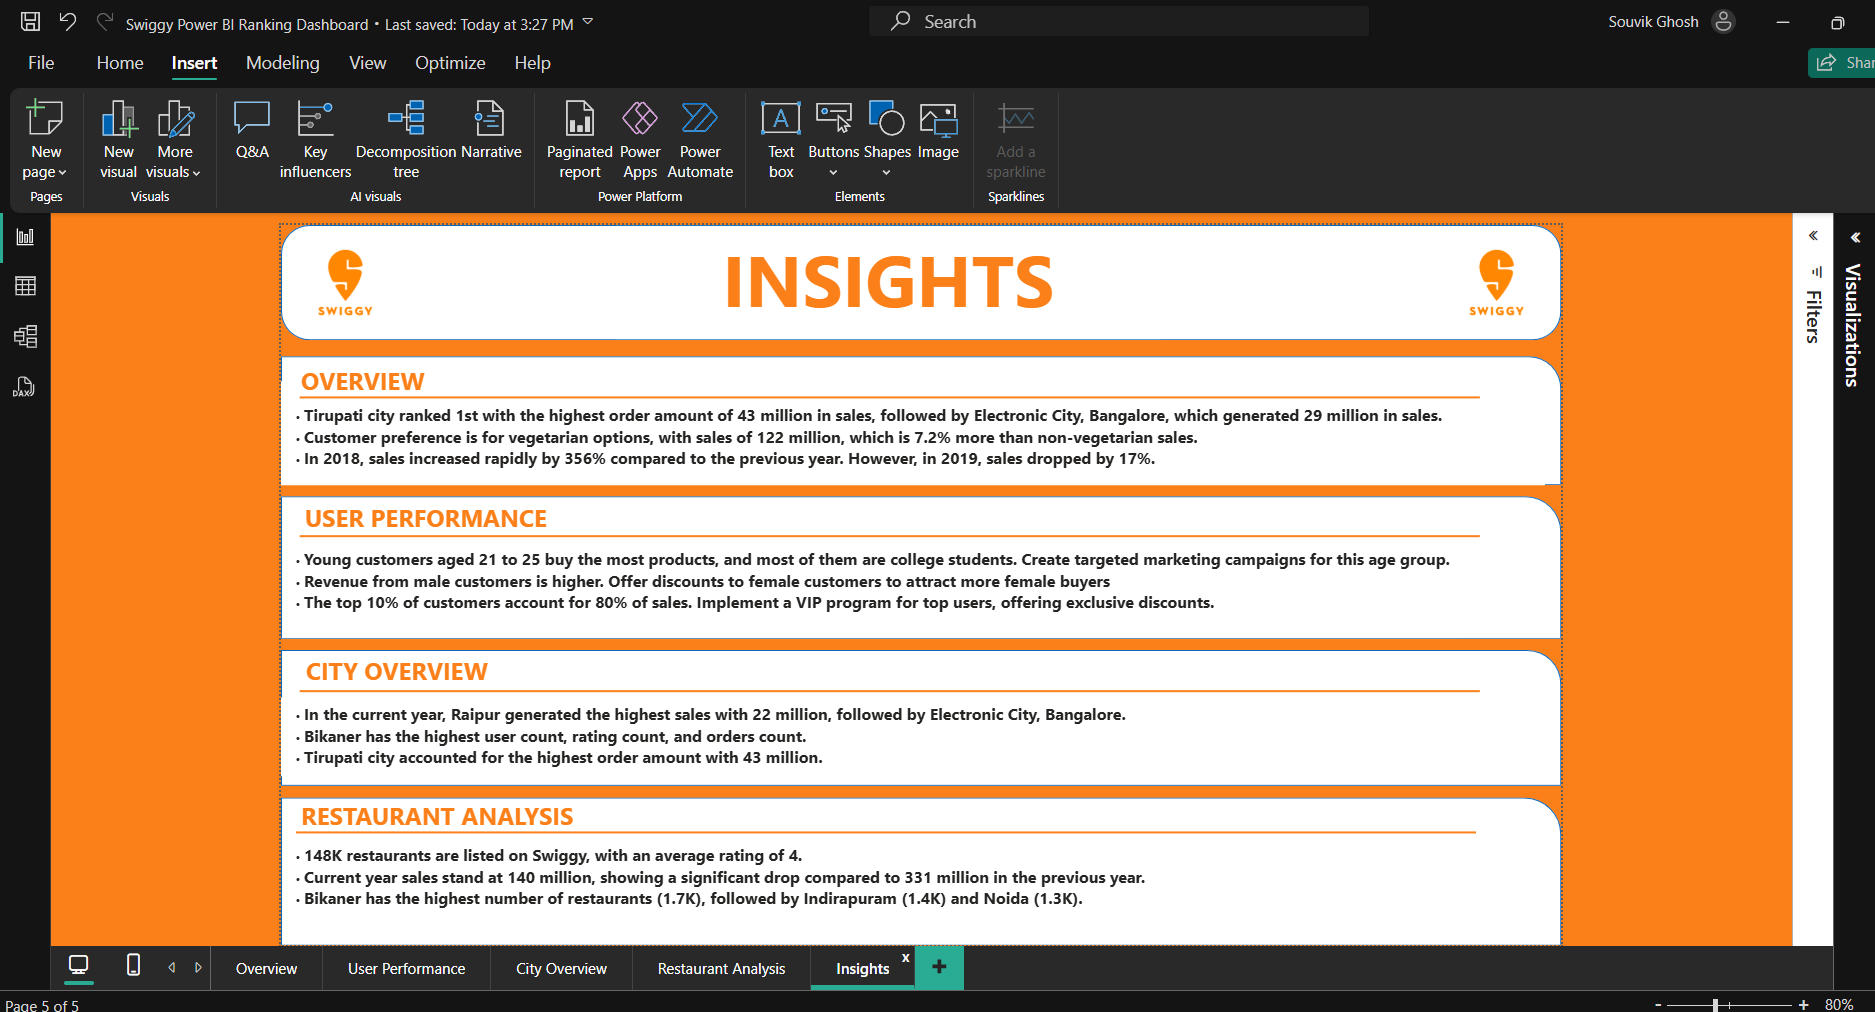 Swiggy Power BI Ranking Dashboard • Last saved: Today at 3:27 PM
Search
Souvik Ghosh
File Home Insert Modeling View Optimize Help
Shar
New page
New visual
More visuals
Q&A
Key influencers
Decomposition tree
Narrative
Paginated report
Power Apps
Power Automate
A
Text box
Buttons
Shapes
Image
Add a sparkline
Pages
Visuals
AI visuals
Power Platform
Elements
Sparklines
DAX
SWIGGY
INSIGHTS
SWIGGY
OVERVIEW
· Tirupati city ranked 1st with the highest order amount of 43 million in sales, followed by Electronic City, Bangalore, which generated 29 million in sales.
· Customer preference is for vegetarian options, with sales of 122 million, which is 7.2% more than non-vegetarian sales.
· In 2018, sales increased rapidly by 356% compared to the previous year. However, in 2019, sales dropped by 17%.
USER PERFORMANCE
· Young customers aged 21 to 25 buy the most products, and most of them are college students. Create targeted marketing campaigns for this age group.
· Revenue from male customers is higher. Offer discounts to female customers to attract more female buyers
· The top 10% of customers account for 80% of sales. Implement a VIP program for top users, offering exclusive discounts.
CITY OVERVIEW
· In the current year, Raipur generated the highest sales with 22 million, followed by Electronic City, Bangalore.
· Bikaner has the highest user count, rating count, and orders count.
· Tirupati city accounted for the highest order amount with 43 million.
RESTAURANT ANALYSIS
· 148K restaurants are listed on Swiggy, with an average rating of 4.
· Current year sales stand at 140 million, showing a significant drop compared to 331 million in the previous year.
· Bikaner has the highest number of restaurants (1.7K), followed by Indirapuram (1.4K) and Noida (1.3K).
Filters
Visualizations
Overview User Performance City Overview Restaurant Analysis Insights x +
Page 5 of 5
- + 80%